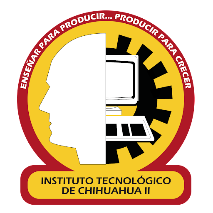 ENSEÑAR PARA PRODUCIR... PRODUCIR PARA CRECER
INSTITUTO TECNOLÓGICO
DE CHIHUAHUA II